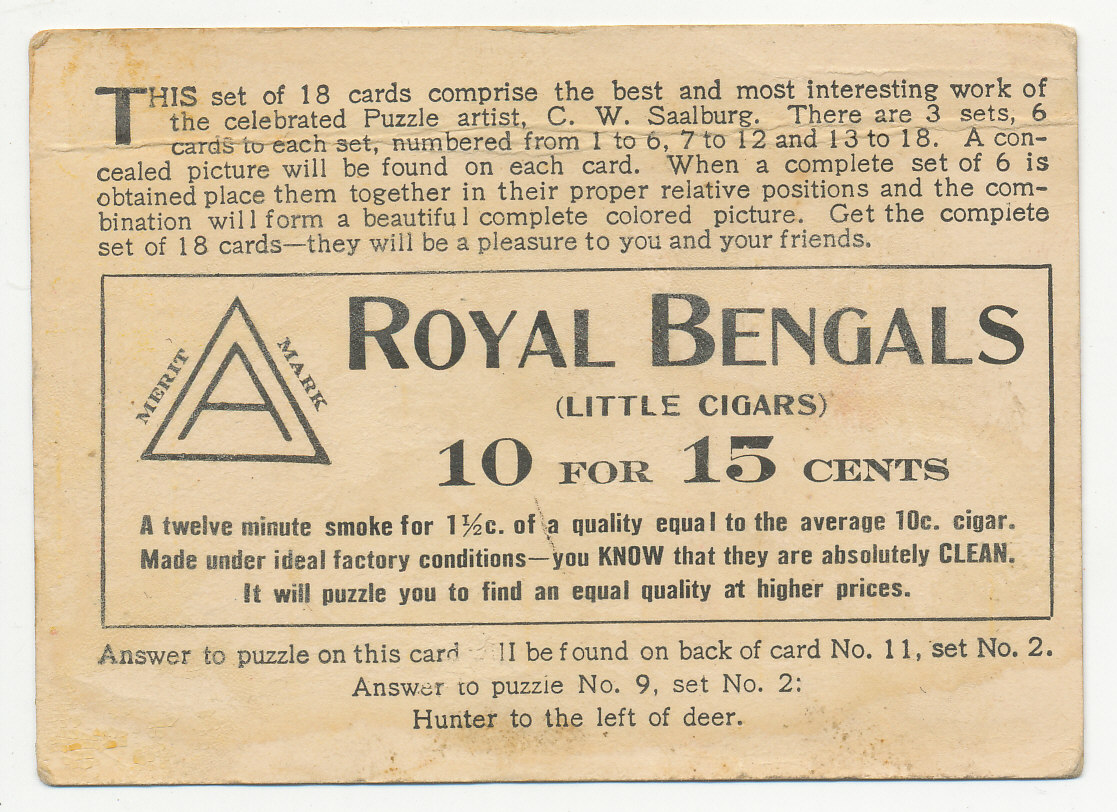 THIS set of 18 cards comprise the best and most interesting work of
the celebrated Puzzle artist, C. W. Saalburg. There are 3 sets, 6
cards to each set, numbered from 1 to 6, 7 to 12 and 13 to 18. A con-
cealed picture will be found on each card. When a complete set of 6 is
obtained place them together in their proper relative positions and the com-
bination will form a beautiful complete colored picture. Get the complete
set of 18 cards—they will be a pleasure to you and your friends.
MERIT MARK
A
ROYAL BENGALS
(LITTLE CIGARS)
10 FOR 15 CENTS
A twelve minute smoke for 1½c. of a quality equal to the average 10c. cigar.
Made under ideal factory conditions—you KNOW that they are absolutely CLEAN.
It will puzzle you to find an equal quality at higher prices.
Answer to puzzle on this card ll be found on back of card No. 11, set No. 2.
Answer to puzzle No. 9, set No. 2:
Hunter to the left of deer.